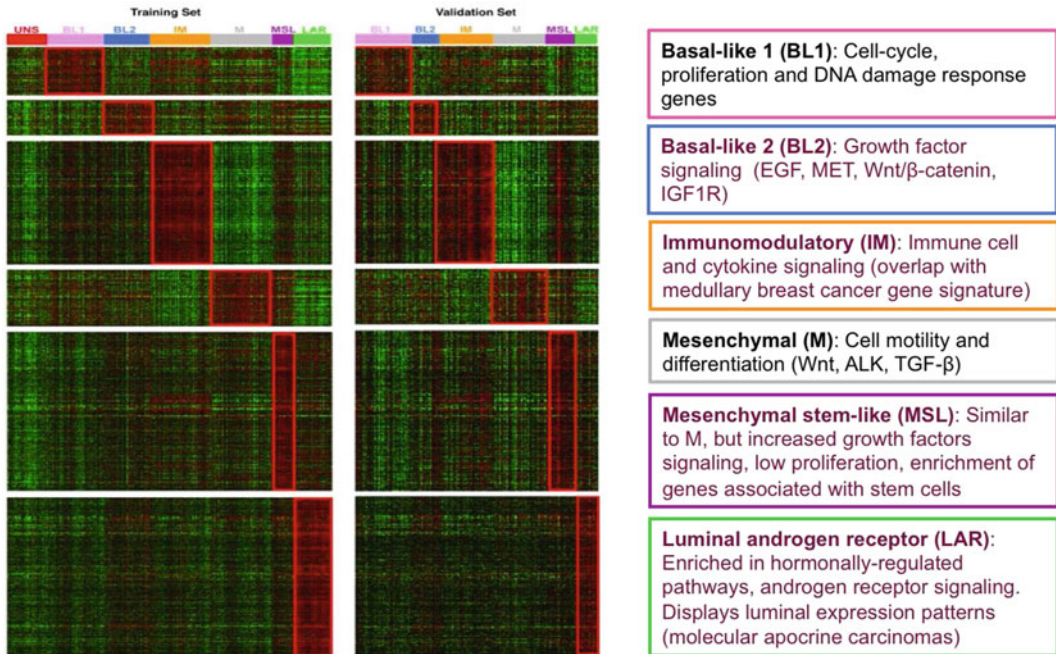 Training Set
Validation Set
UNS BL1 BL2 IM M MSL LAR
BL1 BL2 IM M MSL LAR
Basal-like 1 (BL1): Cell-cycle,
proliferation and DNA damage response
genes
Basal-like 2 (BL2): Growth factor
signaling (EGF, MET, Wnt/β-catenin,
IGF1R)
Immunomodulatory (IM): Immune cell
and cytokine signaling (overlap with
medullary breast cancer gene signature)
Mesenchymal (M): Cell motility and
differentiation (Wnt, ALK, TGF-β)
Mesenchymal stem-like (MSL): Similar
to M, but increased growth factors
signaling, low proliferation, enrichment of
genes associated with stem cells
Luminal androgen receptor (LAR):
Enriched in hormonally-regulated
pathways, androgen receptor signaling.
Displays luminal expression patterns
(molecular apocrine carcinomas)